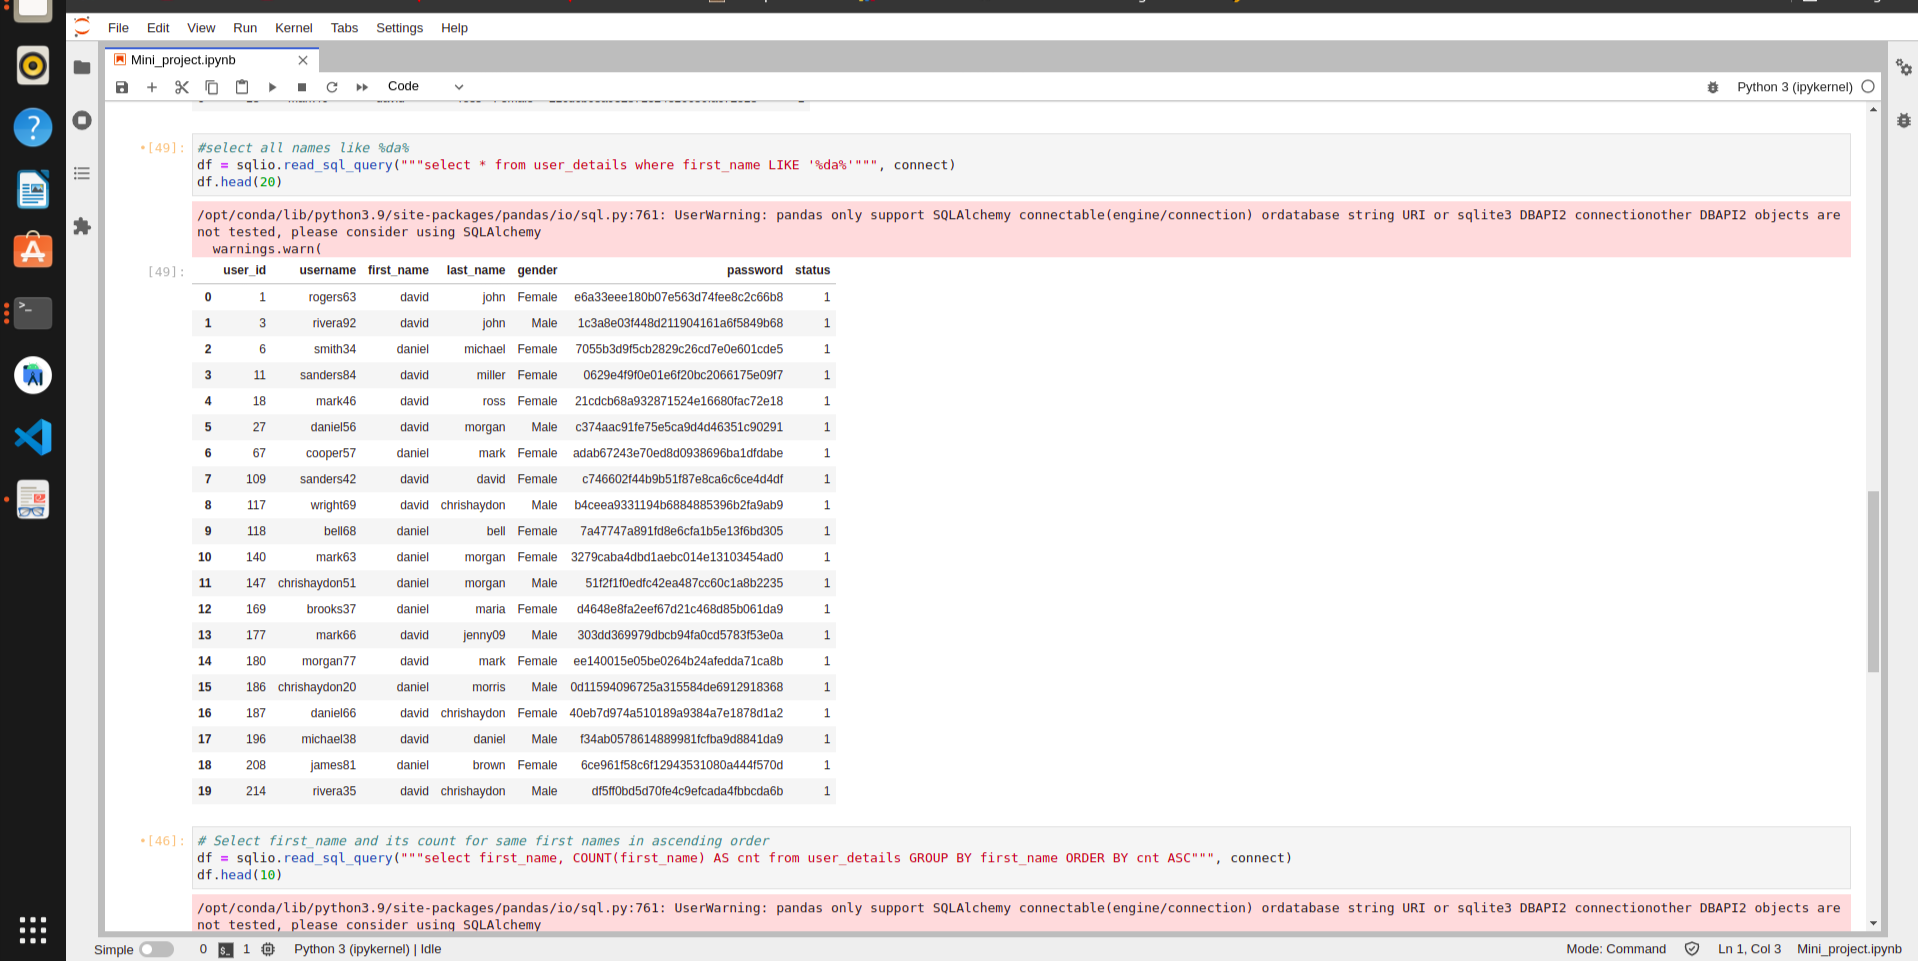 File Edit View Run Kernel Tabs Settings Help
Mini_project.ipynb
Code
Python 3 (ipykernel)
[49]:
#select all names like %da%
df = sqlio.read_sql_query("""select * from user_details where first_name LIKE '%da%'""", connect)
df.head(20)
/opt/conda/lib/python3.9/site-packages/pandas/io/sql.py:761: UserWarning: pandas only support SQLAlchemy connectable(engine/connection) ordatabase string URI or sqlite3 DBAPI2 connectionother DBAPI2 objects are
not tested, please consider using SQLAlchemy
warnings.warn(
[49]:
user_id username first_name last_name gender password status
0 1 rogers63 david john Female e6a33eee180b07e563d74fee8c2c66b8 1
1 3 rivera92 david john Male 1c3a8e03f448d211904161a6f5849b68 1
2 6 smith34 daniel michael Female 7055b3d9f5cb2829c26cd7e0e601cde5 1
3 11 sanders84 david miller Female 0629e4f9f0e01e6f20bc2066175e09f7 1
4 18 mark46 david ross Female 21cdcb68a932871524e16680fac72e18 1
5 27 daniel56 david morgan Male c374aac91fe75e5ca9d4d46351c90291 1
6 67 cooper57 daniel mark Female adab67243e70ed8d0938696ba1dfdabe 1
7 109 sanders42 david david Female c746602f44b9b51f87e8ca6c6ce4d4df 1
8 117 wright69 david chrishaydon Male b4ceea9331194b6884885396b2fa9ab9 1
9 118 bell68 daniel bell Female 7a47747a891fd8e6cfa1b5e13f6bd305 1
10 140 mark63 daniel morgan Female 3279caba4dbd1aebc014e13103454ad0 1
11 147 chrishaydon51 daniel morgan Male 51f2f1f0edfc42ea487cc60c1a8b2235 1
12 169 brooks37 daniel maria Female d4648e8fa2eef67d21c468d85b061da9 1
13 177 mark66 david jenny09 Male 303dd369979dbcb94fa0cd5783f53e0a 1
14 180 morgan77 david mark Female ee140015e05be0264b24afedda71ca8b 1
15 186 chrishaydon20 daniel morris Male 0d11594096725a315584de6912918368 1
16 187 daniel66 david chrishaydon Female 40eb7d974a510189a9384a7e1878d1a2 1
17 196 michael38 david daniel Male f34ab0578614889981fcfba9d8841da9 1
18 208 james81 daniel brown Female 6ce961f58c6f12943531080a444f570d 1
19 214 rivera35 david chrishaydon Male df5ff0bd5d70fe4c9efcada4fbbcda6b 1
[46]:
# Select first_name and its count for same first names in ascending order
df = sqlio.read_sql_query("""select first_name, COUNT(first_name) AS cnt from user_details GROUP BY first_name ORDER BY cnt ASC""", connect)
df.head(10)
/opt/conda/lib/python3.9/site-packages/pandas/io/sql.py:761: UserWarning: pandas only support SQLAlchemy connectable(engine/connection) ordatabase string URI or sqlite3 DBAPI2 connectionother DBAPI2 objects are
not tested, please consider using SQLAlchemy
Simple 0 1 Python 3 (ipykernel) | Idle Mode: Command Ln 1, Col 3 Mini_project.ipynb